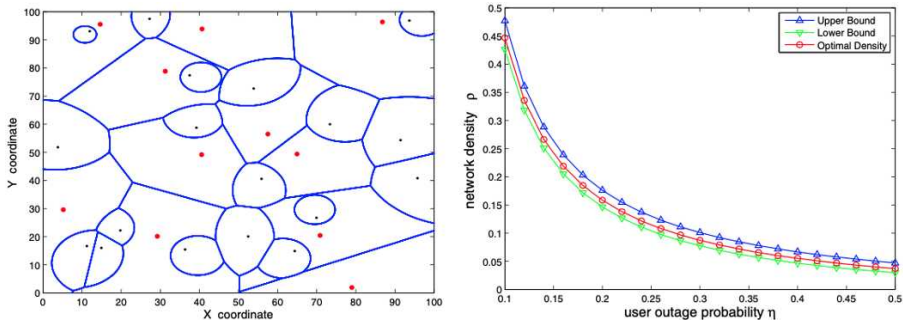 100
90
80
70
60
50
40
30
20
10
0
Y coordinate
0 10 20 30 40 50 60 70 80 90 100
X coordinate
0.5
0.45
0.4
0.35
0.3
0.25
0.2
0.15
0.1
0.05
0
network density ρ
Upper Bound
Lower Bound
Optimal Density
0.1 0.15 0.2 0.25 0.3 0.35 0.4 0.45 0.5
user outage probability η